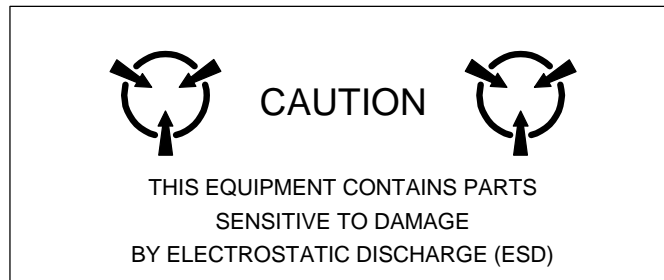 CAUTION
THIS EQUIPMENT CONTAINS PARTS
SENSITIVE TO DAMAGE
BY ELECTROSTATIC DISCHARGE (ESD)